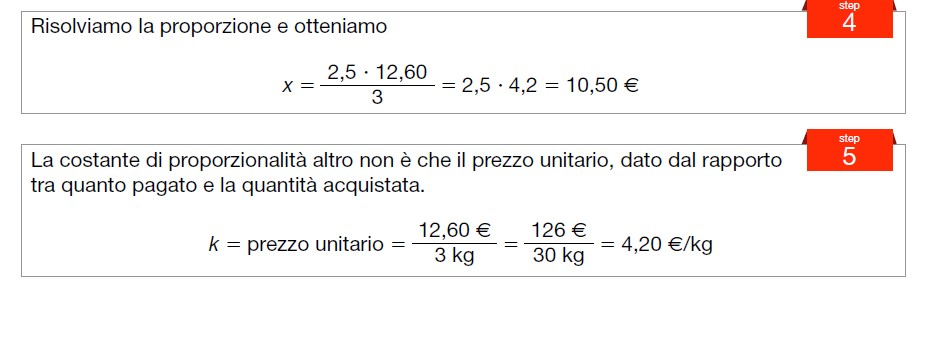 step
4
Risolviamo la proporzione e otteniamo
x = 2,5 · 12,60 / 3 = 2,5 · 4,2 = 10,50 €
step
5
La costante di proporzionalità altro non è che il prezzo unitario, dato dal rapporto
tra quanto pagato e la quantità acquistata.
k = prezzo unitario = 12,60 € / 3 kg = 126 € / 30 kg = 4,20 €/kg